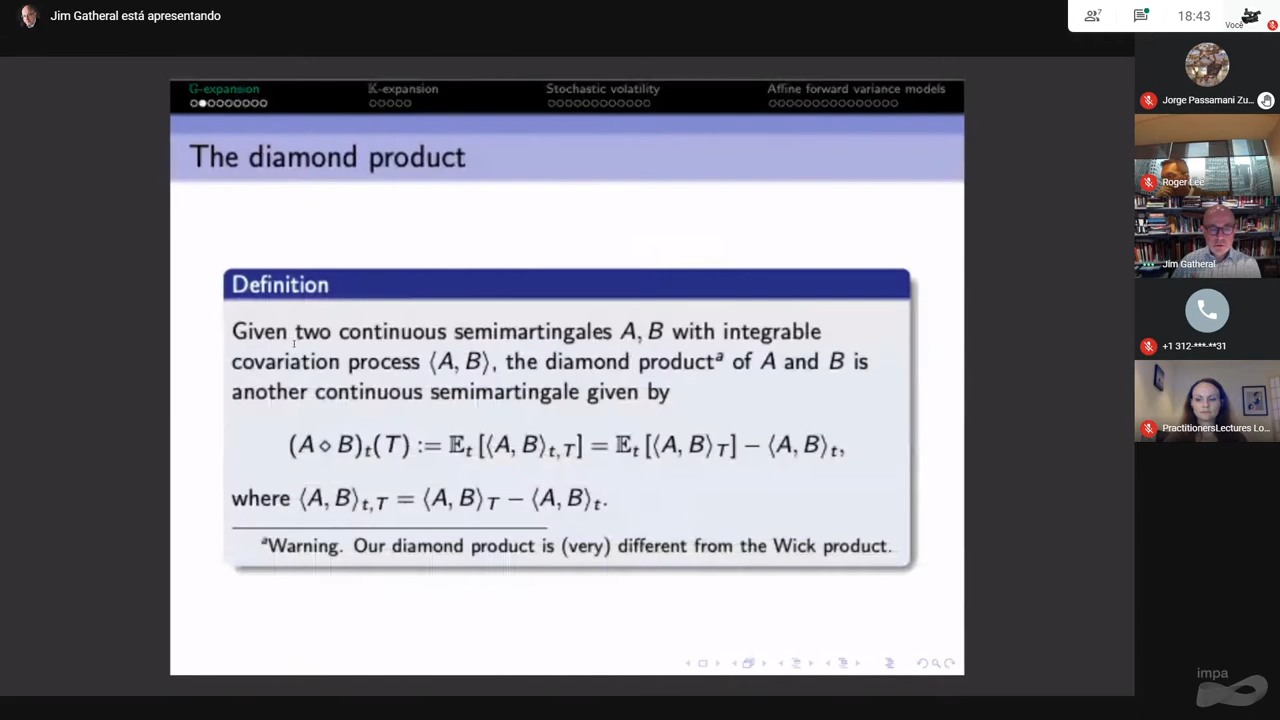 Jim Gatheral está apresentando
7
18:43
Você
G-expansion
𝕂-expansion
Stochastic volatility
Affine forward variance models
The diamond product
Definition
Given two continuous semimartingales A, B with integrable
covariation process ⟨A, B⟩, the diamond productᵃ of A and B is
another continuous semimartingale given by
(A ⋄ B)ₜ(T) := 𝔼ₜ [⟨A, B⟩ₜ,T] = 𝔼ₜ [⟨A, B⟩T] − ⟨A, B⟩ₜ,
where ⟨A, B⟩ₜ,T = ⟨A, B⟩T − ⟨A, B⟩ₜ.
ᵃWarning. Our diamond product is (very) different from the Wick product.
Jorge Passamani Zu...
Roger Lee
Jim Gatheral
+1 312-***-**31
PractitionersLectures Lo...
impa